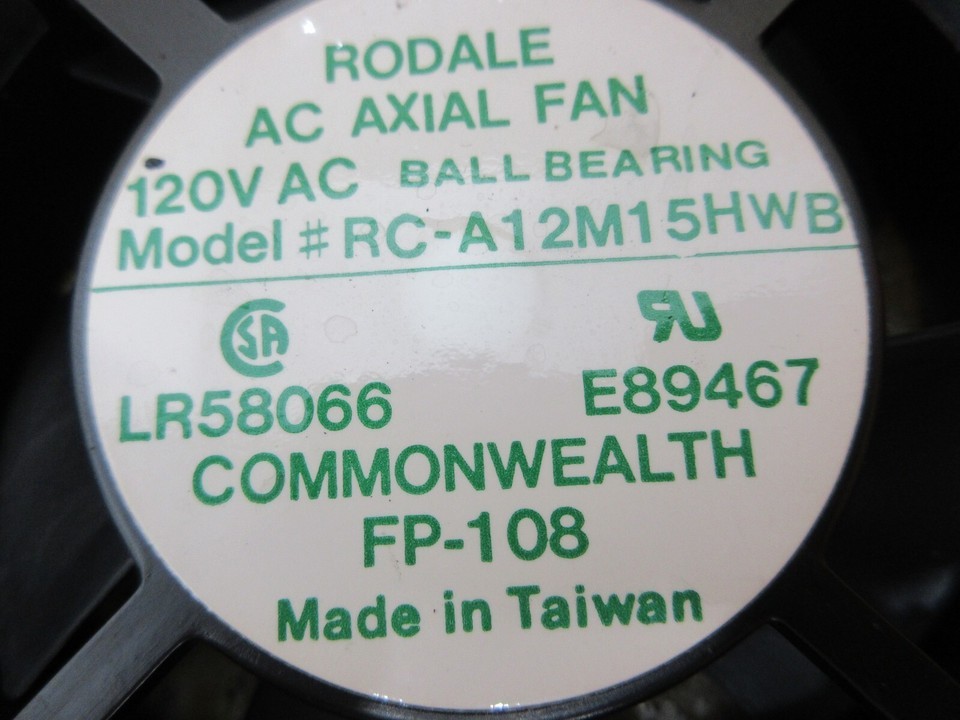 RODALE
AC AXIAL FAN
120V AC BALL BEARING
Model # RC-A12M15HWB
LR58066 E89467
COMMONWEALTH
FP-108
Made in Taiwan